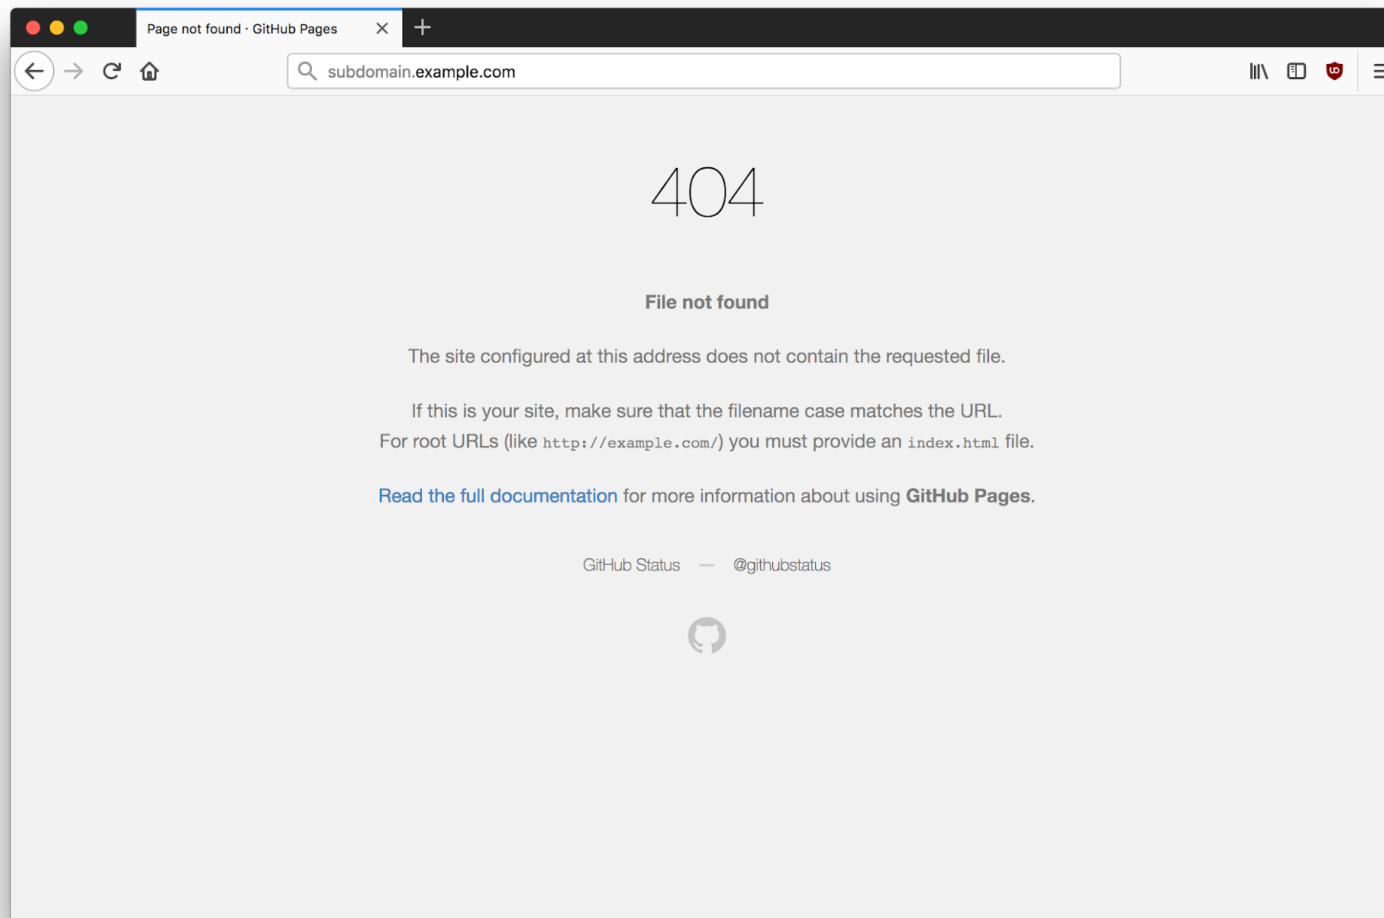 Page not found · GitHub Pages
subdomain.example.com
404
File not found
The site configured at this address does not contain the requested file.
If this is your site, make sure that the filename case matches the URL.
For root URLs (like http://example.com/) you must provide an index.html file.
Read the full documentation for more information about using GitHub Pages.
GitHub Status — @githubstatus